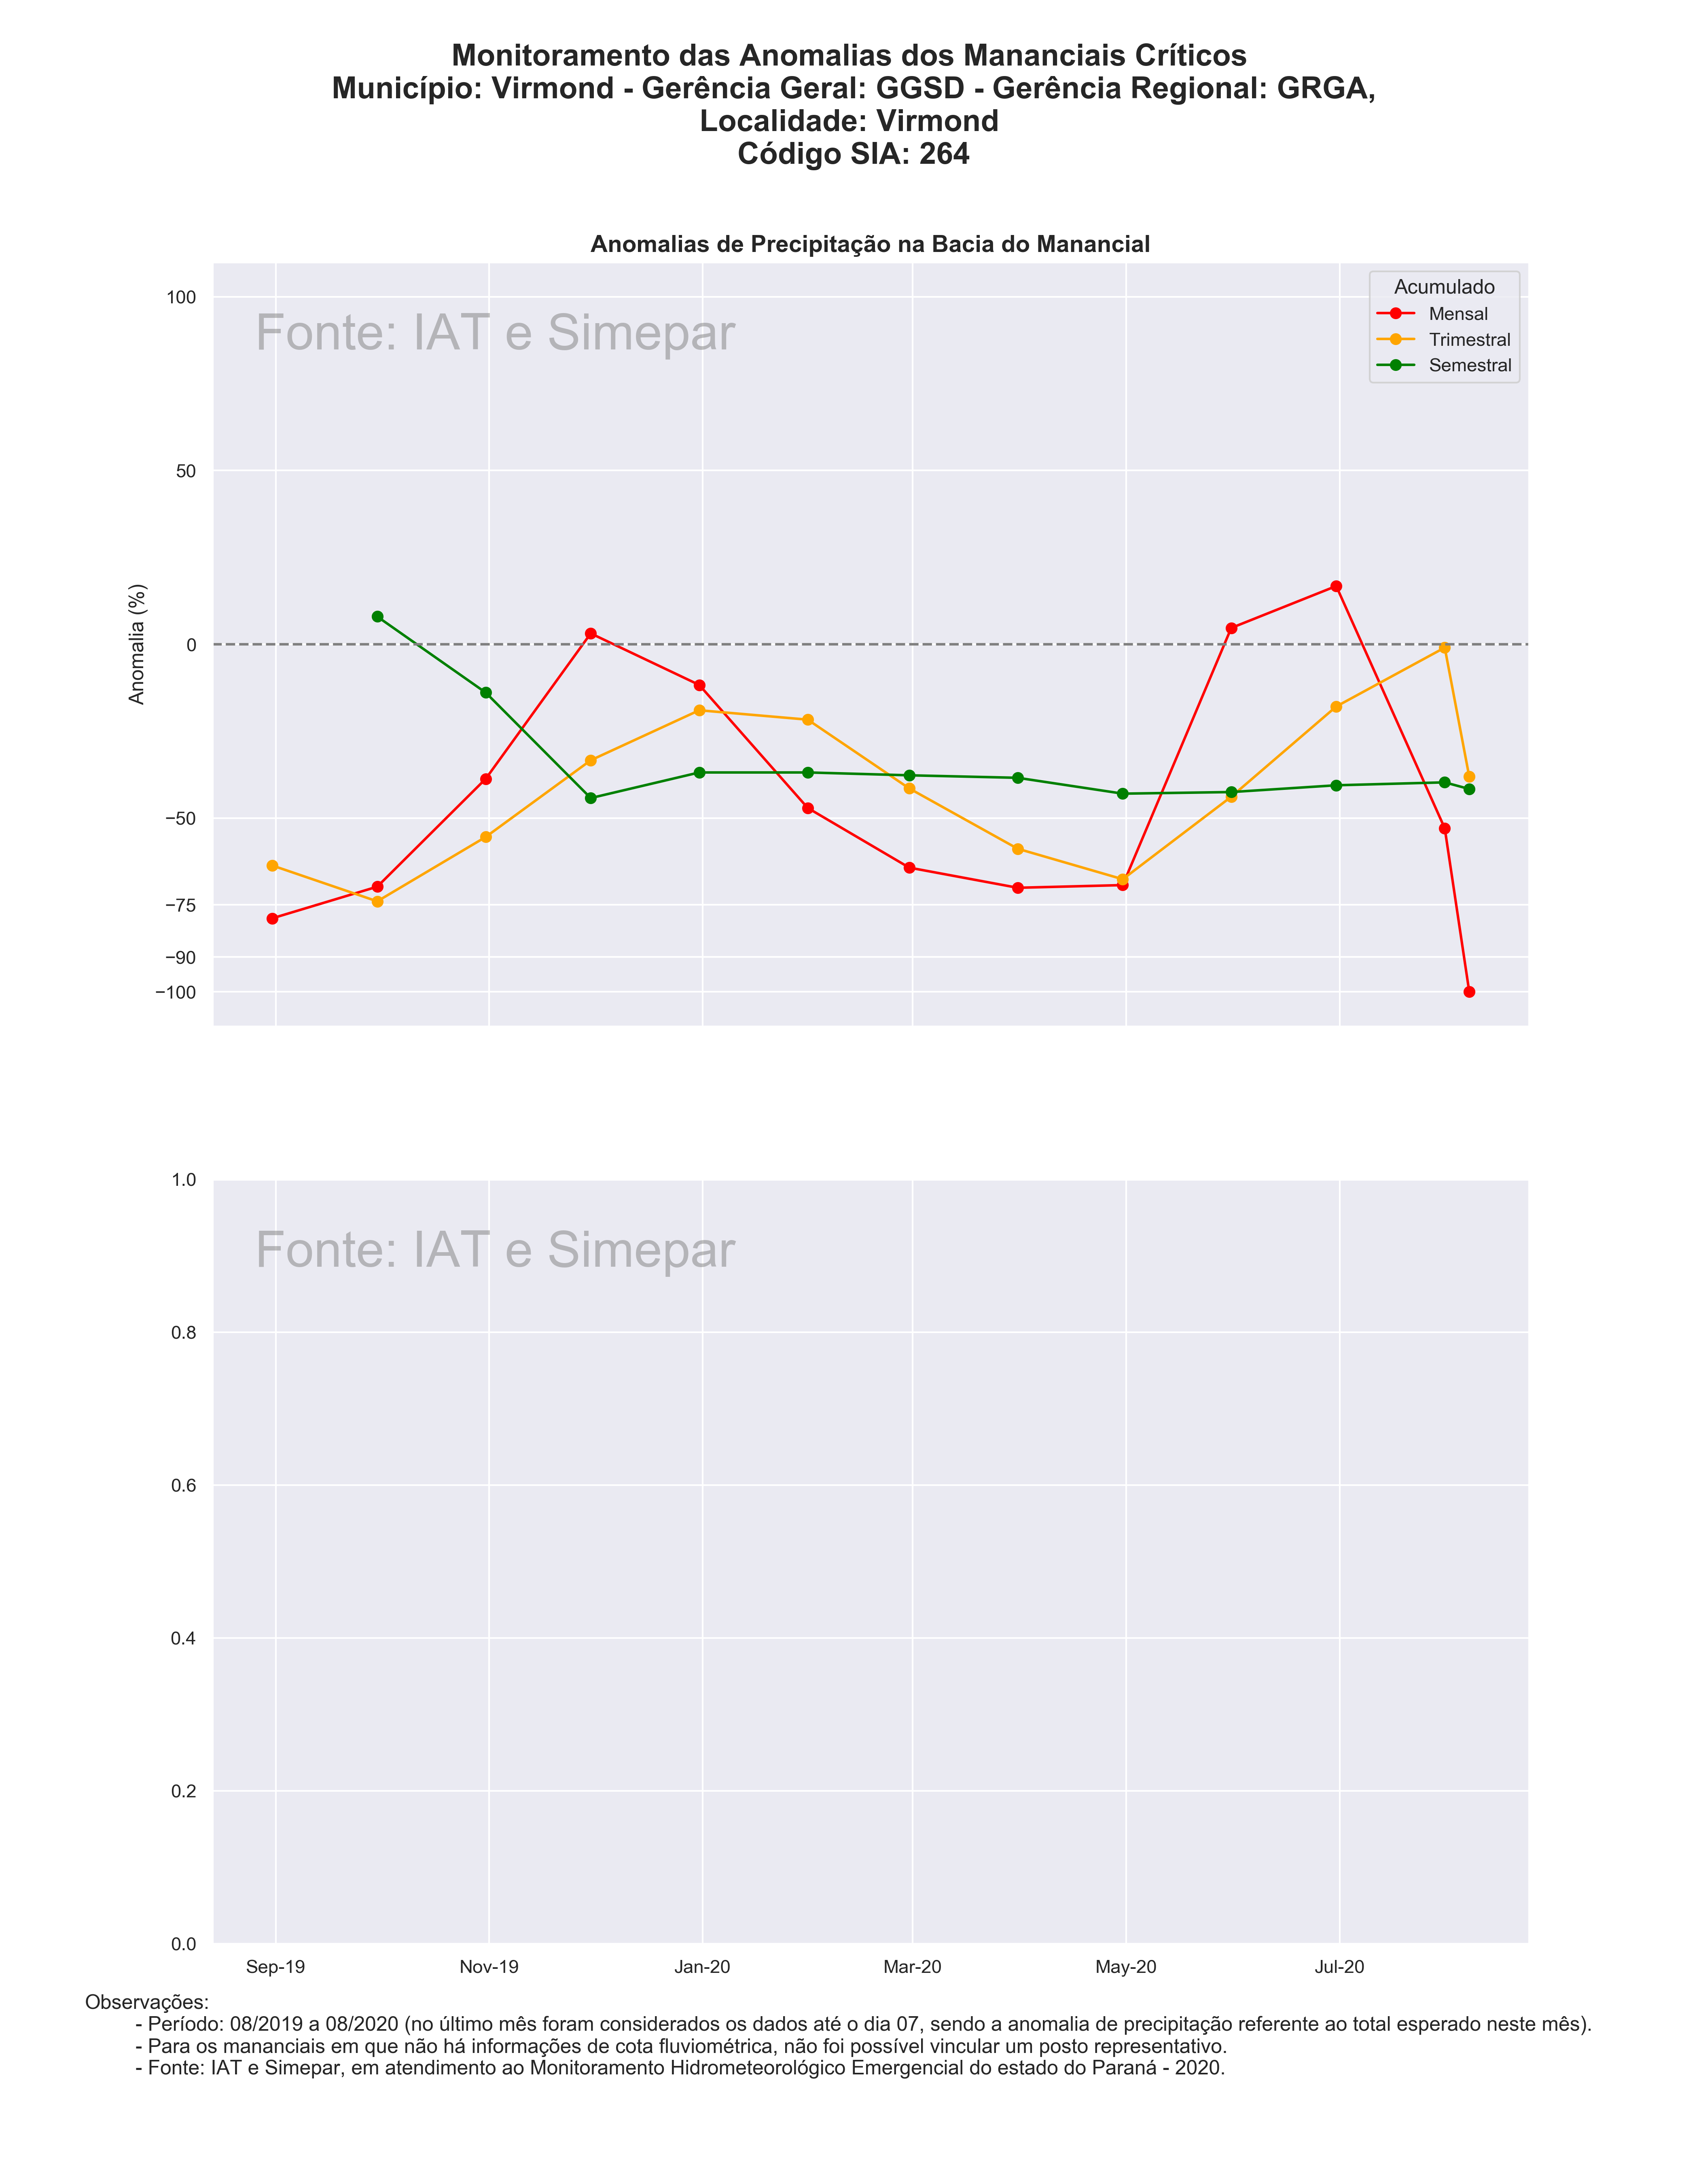 Monitoramento das Anomalias dos Mananciais Críticos
Município: Virmond - Gerência Geral: GGSD - Gerência Regional: GRGA,
Localidade: Virmond
Código SIA: 264
Anomalias de Precipitação na Bacia do Manancial
Fonte: IAT e Simepar
Acumulado
Mensal
Trimestral
Semestral
Anomalia (%)
100
50
0
−50
−75
−90
−100
Fonte: IAT e Simepar
1.0
0.8
0.6
0.4
0.2
0.0
Sep-19 Nov-19 Jan-20 Mar-20 May-20 Jul-20
Observações:
- Período: 08/2019 a 08/2020 (no último mês foram considerados os dados até o dia 07, sendo a anomalia de precipitação referente ao total esperado neste mês).
- Para os mananciais em que não há informações de cota fluviométrica, não foi possível vincular um posto representativo.
- Fonte: IAT e Simepar, em atendimento ao Monitoramento Hidrometeorológico Emergencial do estado do Paraná - 2020.